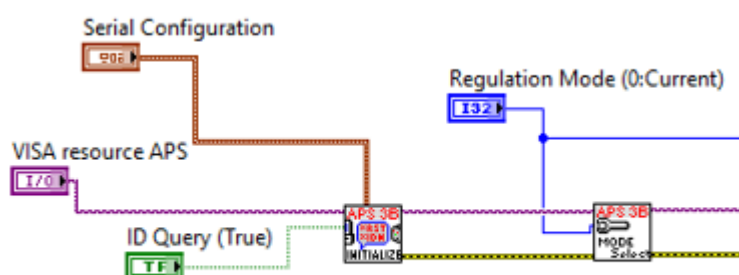 Serial Configuration
Regulation Mode (0:Current)
I32
VISA resource APS
I/O
APS 3B
INITIALIZE
APS 3B
MODE
Select
ID Query (True)
TF